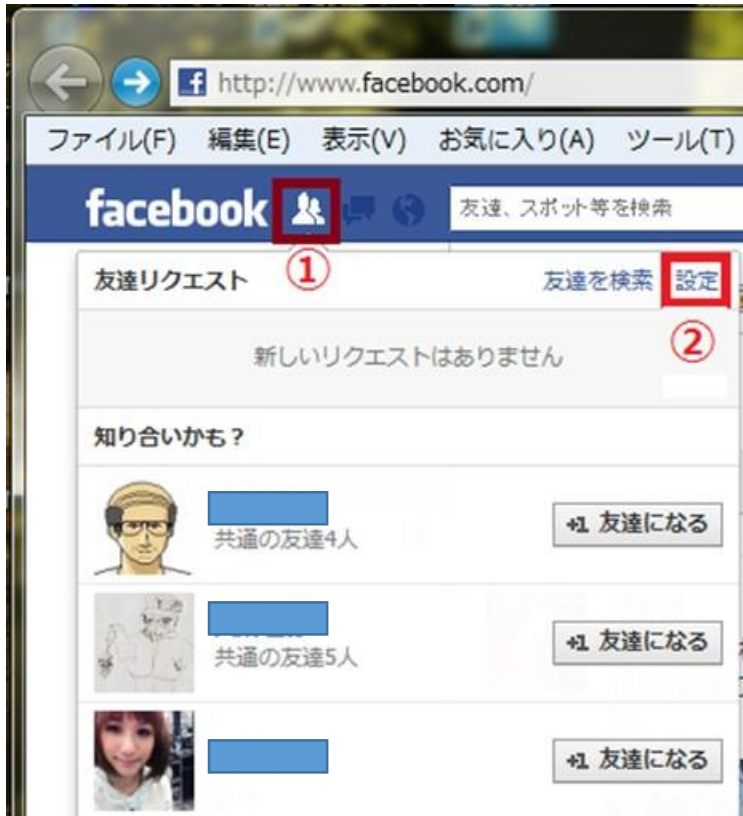 http://www.facebook.com/
ファイル(F) 編集(E) 表示(V) お気に入り(A) ツール(T)
facebook 友達、スポット等を検索
友達リクエスト ① 友達を検索 設定
②
新しいリクエストはありません
知り合いかも？
共通の友達4人
+1 友達になる
共通の友達5人
+1 友達になる
+1 友達になる